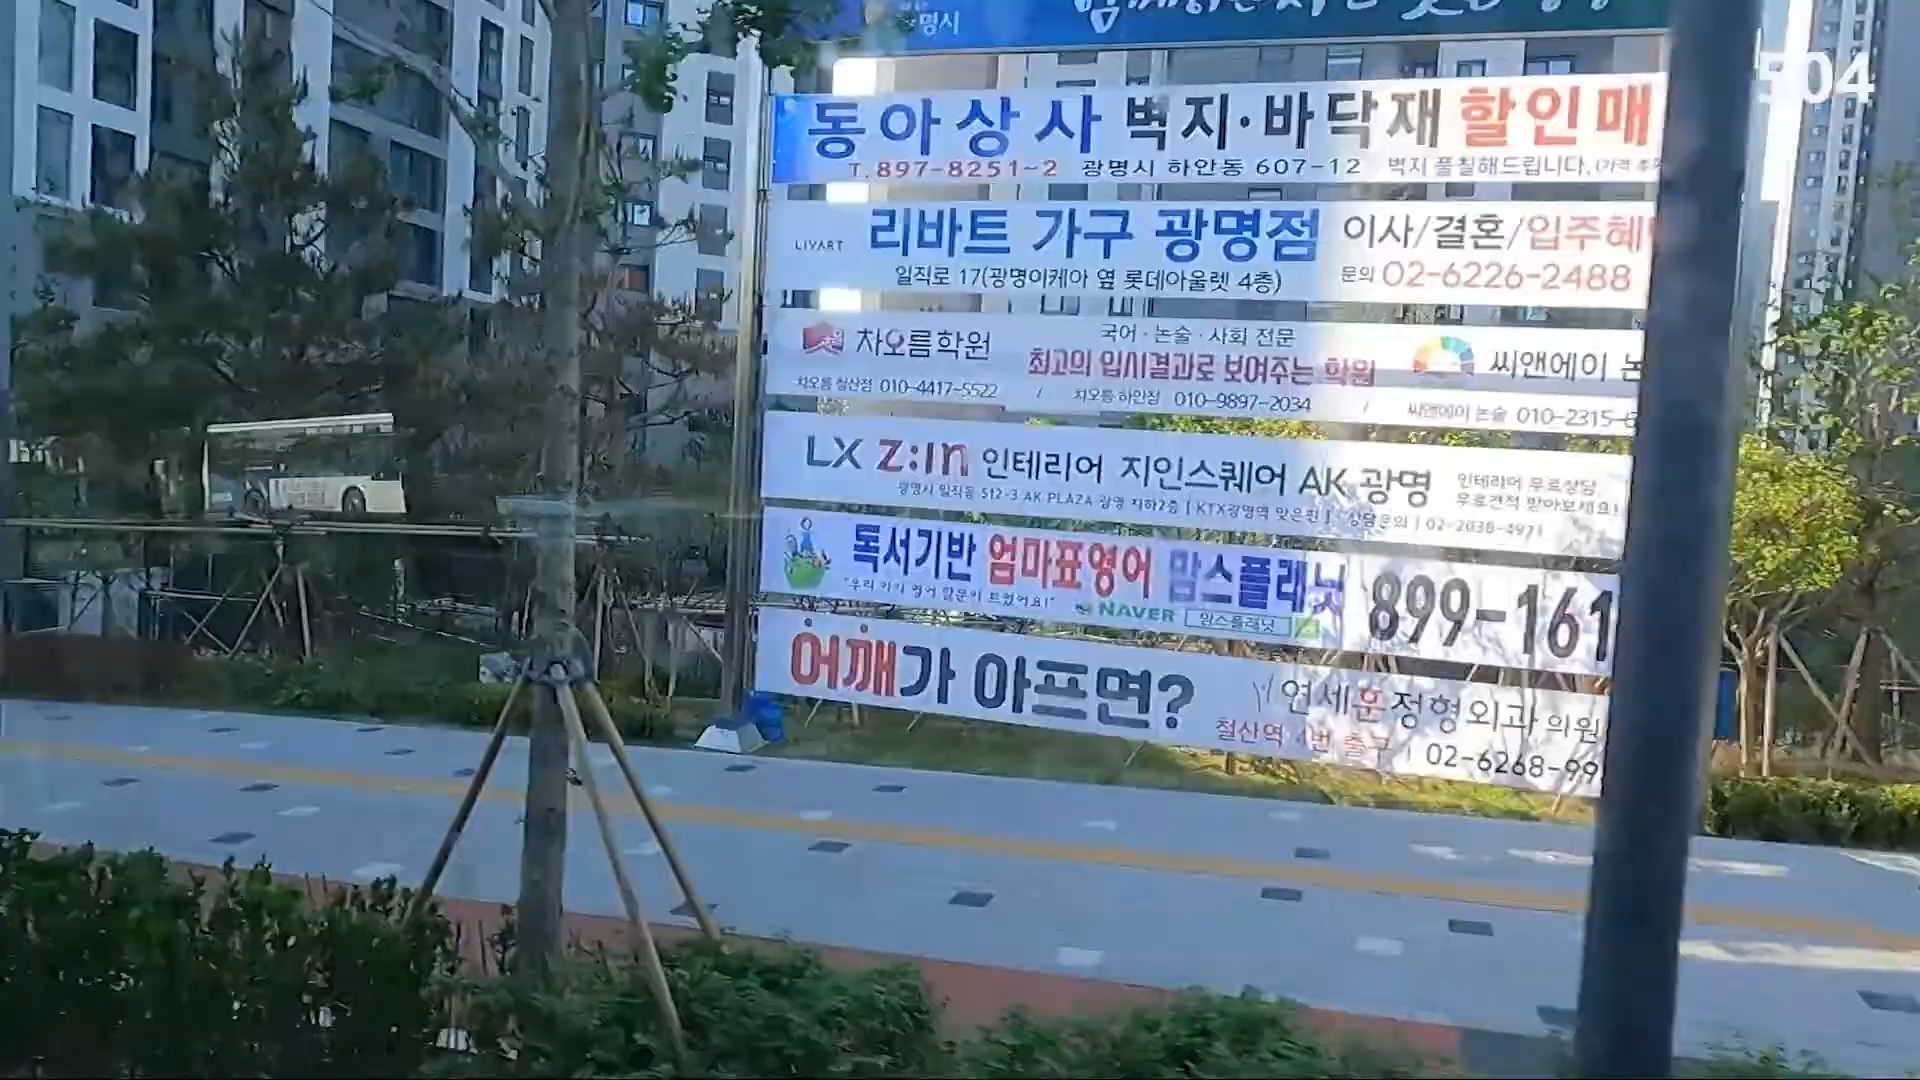 명시
504
동아상사 벽지·바닥재 할인매
T.897-8251~2 광명시 하안동 607-12 벽지 풀칠해드립니다.
LIVART 리바트 가구 광명점 이사/결혼/입주혜
일직로 17(광명이케아 옆 롯데아울렛 4층) 문의 02-6226-2488
차오름학원 국어·논술·사회 전문
최고의 입시결과로 보여주는 학원 씨앤에이 논
차오름 철산점 010-4417-5522 / 차오름 하안점 010-9897-2034 / 씨앤에이 논술 010-2315-6
LX Z:IN 인테리어 지인스퀘어 AK 광명 인테리어 무료상담
무료견적 받아보세요!
광명시 일직동 512-3 AK PLAZA 광명 지하2층 [ KTX광명역 맞은편 ] 상담문의 | 02-2038-4971
독서기반 엄마표영어 맘스플래닛 899-161
"우리 아이 영어 말문이 트였어요!" NAVER 맘스플래닛
어깨가 아프면? 연세훈정형외과의원
철산역 4번 출구 | 02-6268-99